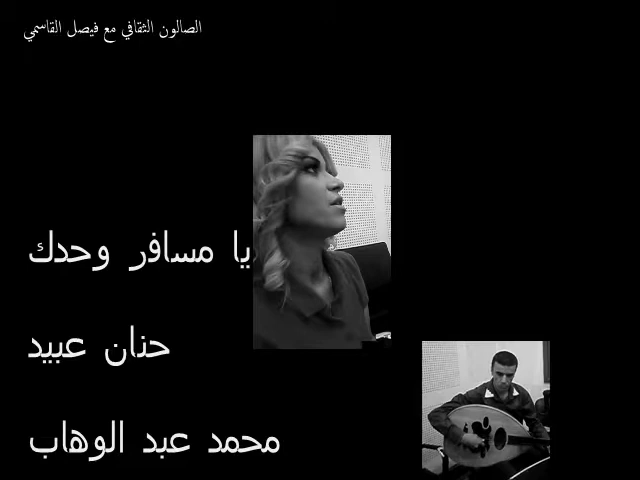 الصالون الثقافي مع فيصل القاسمي
يا مسافر وحدك
حنان عبيد
محمد عبد الوهاب